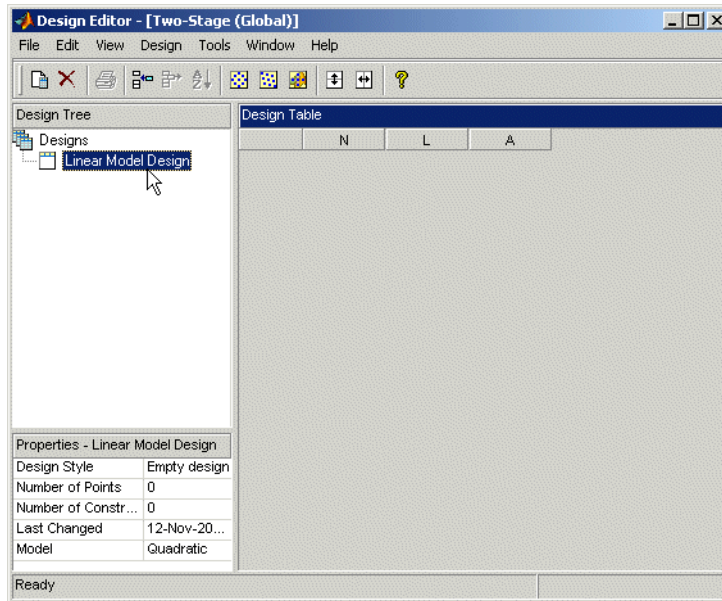 Design Editor - [Two-Stage (Global)]
File Edit View Design Tools Window Help
Design Tree
Designs
Linear Model Design
Design Table
N L A
Properties - Linear Model Design
Design Style Empty design
Number of Points 0
Number of Constr... 0
Last Changed 12-Nov-20...
Model Quadratic
Ready